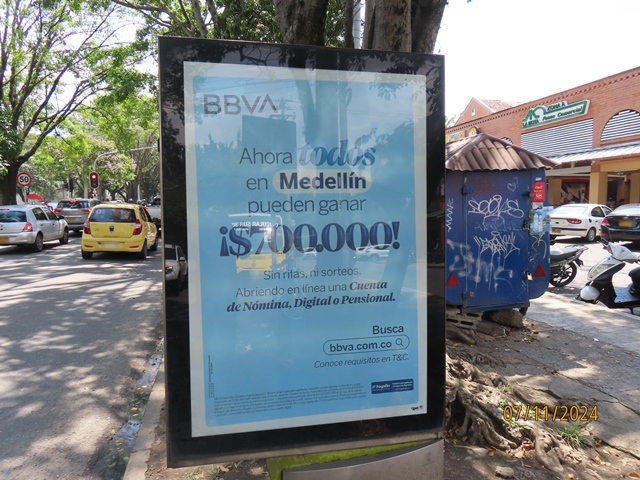 BBVA
Ahora todos
en Medellín
pueden ganar
¡$700.000!
Sin rifas, ni sorteos.
Abriendo en línea una Cuenta
de Nómina, Digital o Pensional.
Busca
bbva.com.co
Conoce requisitos en T&C.
50
07/11/2024